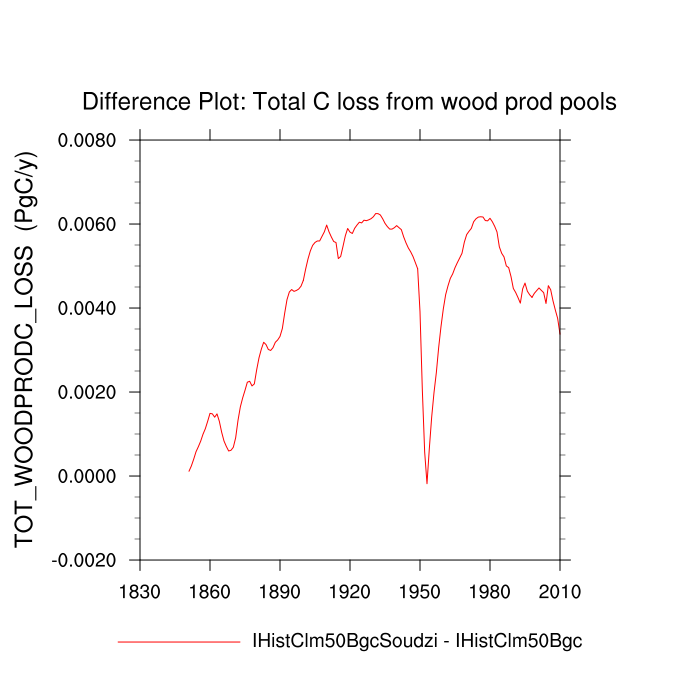 Difference Plot: Total C loss from wood prod pools
TOT_WOODPRODC_LOSS (PgC/y)
0.0080
0.0060
0.0040
0.0020
0.0000
-0.0020
1830 1860 1890 1920 1950 1980 2010
IHistClm50BgcSoudzi - IHistClm50Bgc